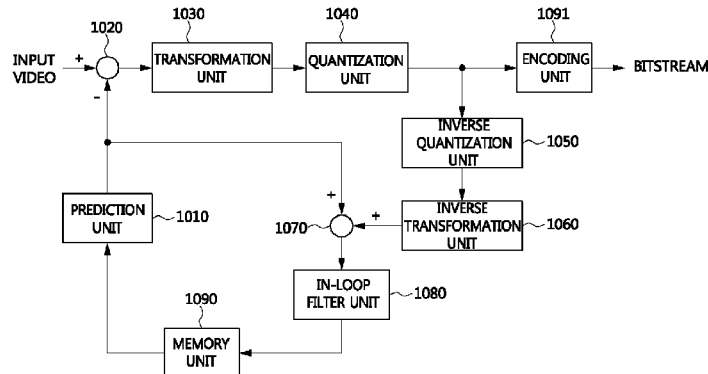 1020
1030
1040
1091
INPUT
VIDEO
+
-
TRANSFORMATION
UNIT
QUANTIZATION
UNIT
ENCODING
UNIT
BITSTREAM
INVERSE
QUANTIZATION
UNIT
1050
PREDICTION
UNIT
1010
+
1070
+
INVERSE
TRANSFORMATION
UNIT
1060
IN-LOOP
FILTER UNIT
1080
1090
MEMORY
UNIT